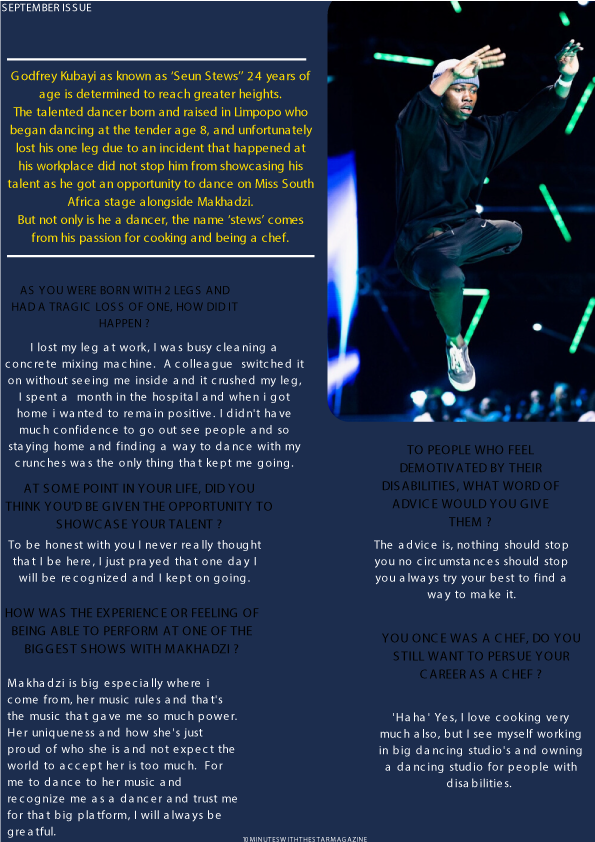 SEPTEMBER ISSUE
Godfrey Kubayi as known as ‘Seun Stews’’ 24 years of
age is determined to reach greater heights.
The talented dancer born and raised in Limpopo who
began dancing at the tender age 8, and unfortunately
lost his one leg due to an incident that happened at
his workplace did not stop him from showcasing his
talent as he got an opportunity to dance on Miss South
Africa stage alongside Makhadzi.
But not only is he a dancer, the name ‘stews’ comes
from his passion for cooking and being a chef.
AS YOU WERE BORN WITH 2 LEGS AND
HAD A TRAGIC LOSS OF ONE, HOW DID IT
HAPPEN ?
I lost my leg at work, I was busy cleaning a
concrete mixing machine. A colleague switched it
on without seeing me inside and it crushed my leg,
I spent a month in the hospital and when i got
home i wanted to remain positive. I didn't have
much confidence to go out see people and so
staying home and finding a way to dance with my
crunches was the only thing that kept me going.
AT SOME POINT IN YOUR LIFE, DID YOU
THINK YOU'D BE GIVEN THE OPPORTUNITY TO
SHOWCASE YOUR TALENT ?
To be honest with you I never really thought
that I be here, I just prayed that one day I
will be recognized and I kept on going.
HOW WAS THE EXPERIENCE OR FEELING OF
BEING ABLE TO PERFORM AT ONE OF THE
BIGGEST SHOWS WITH MAKHADZI ?
Makhadzi is big especially where i
come from, her music rules and that's
the music that gave me so much power.
Her uniqueness and how she's just
proud of who she is and not expect the
world to accept her is too much. For
me to dance to her music and
recognize me as a dancer and trust me
for that big platform, I will always be
greatful.
TO PEOPLE WHO FEEL
DEMOTIVATED BY THEIR
DISABILITIES, WHAT WORD OF
ADVICE WOULD YOU GIVE
THEM ?
The advice is, nothing should stop
you no circumstances should stop
you always try your best to find a
way to make it.
YOU ONCE WAS A CHEF, DO YOU
STILL WANT TO PERSUE YOUR
CAREER AS A CHEF ?
'Haha' Yes, I love cooking very
much also, but I see myself working
in big dancing studio's and owning
a dancing studio for people with
disabilities.
10MINUTESWITHTHESTARMAGAZINE